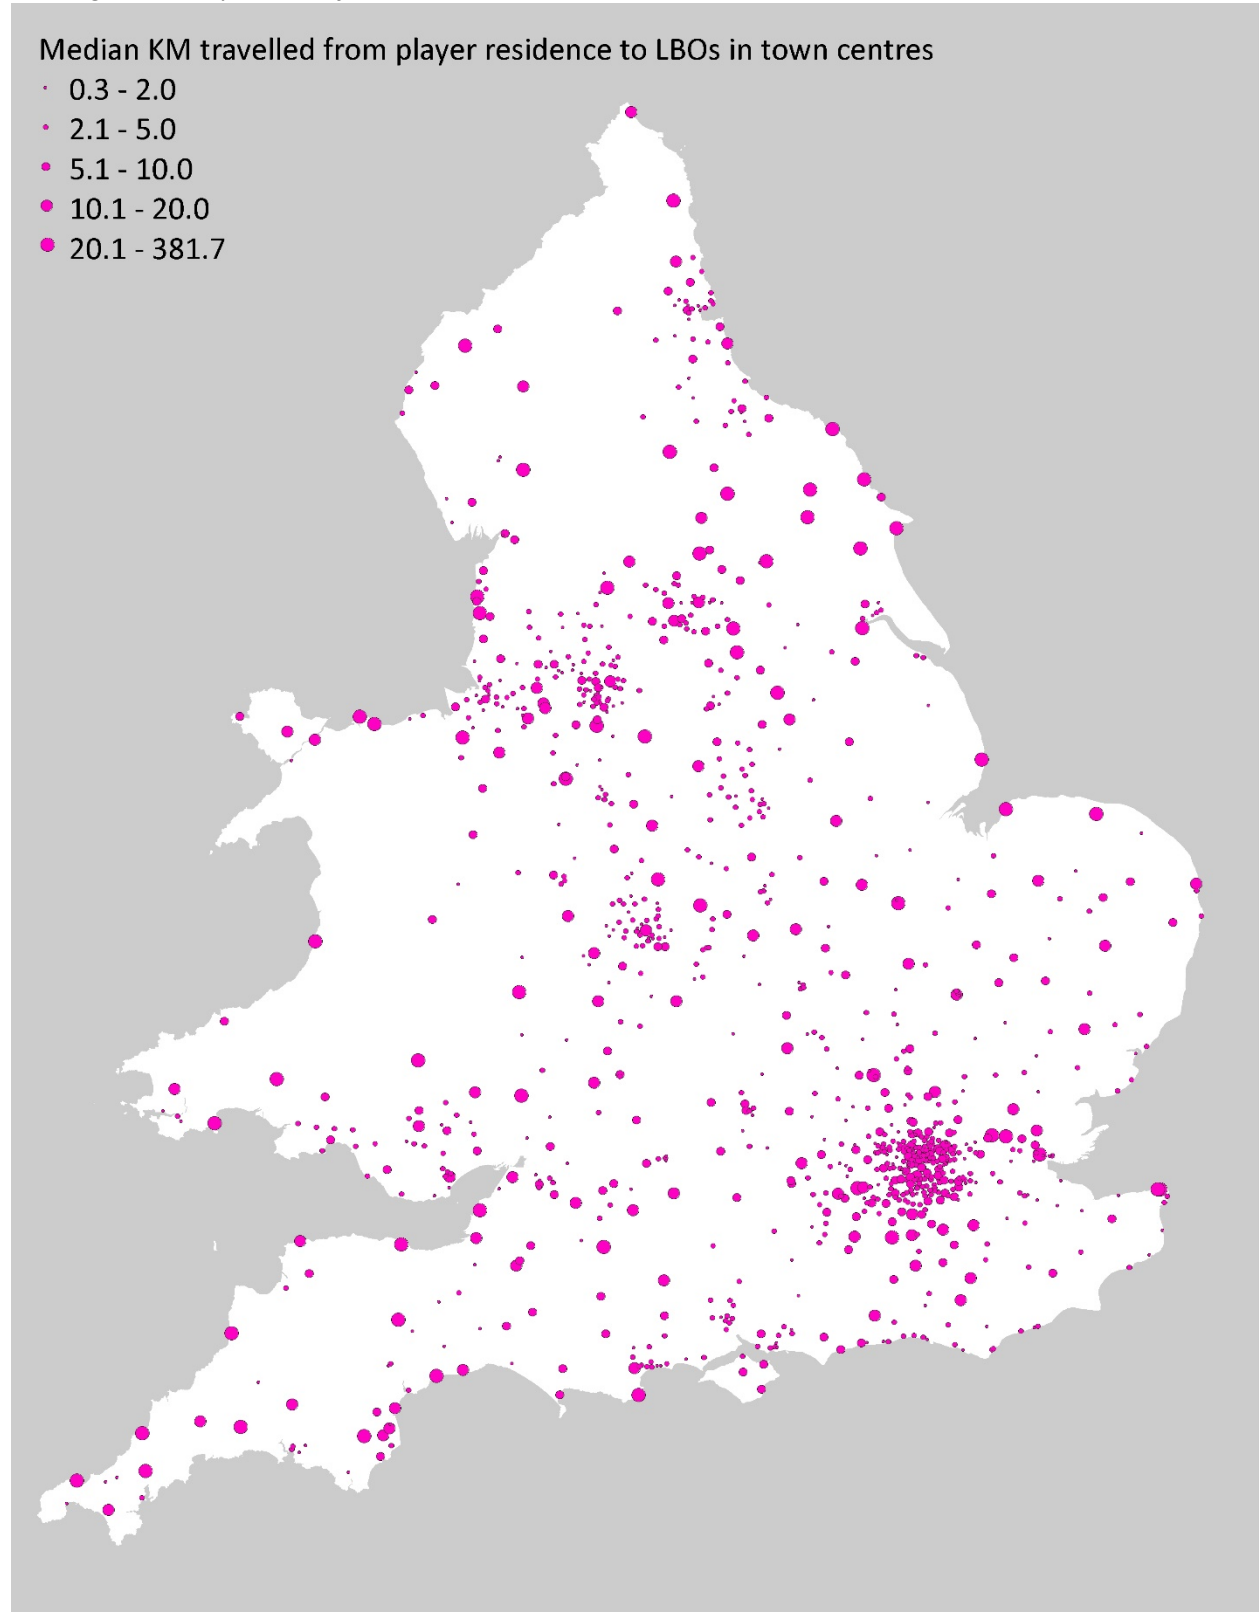 Median KM travelled from player residence to LBOs in town centres
0.3 - 2.0
2.1 - 5.0
5.1 - 10.0
10.1 - 20.0
20.1 - 381.7